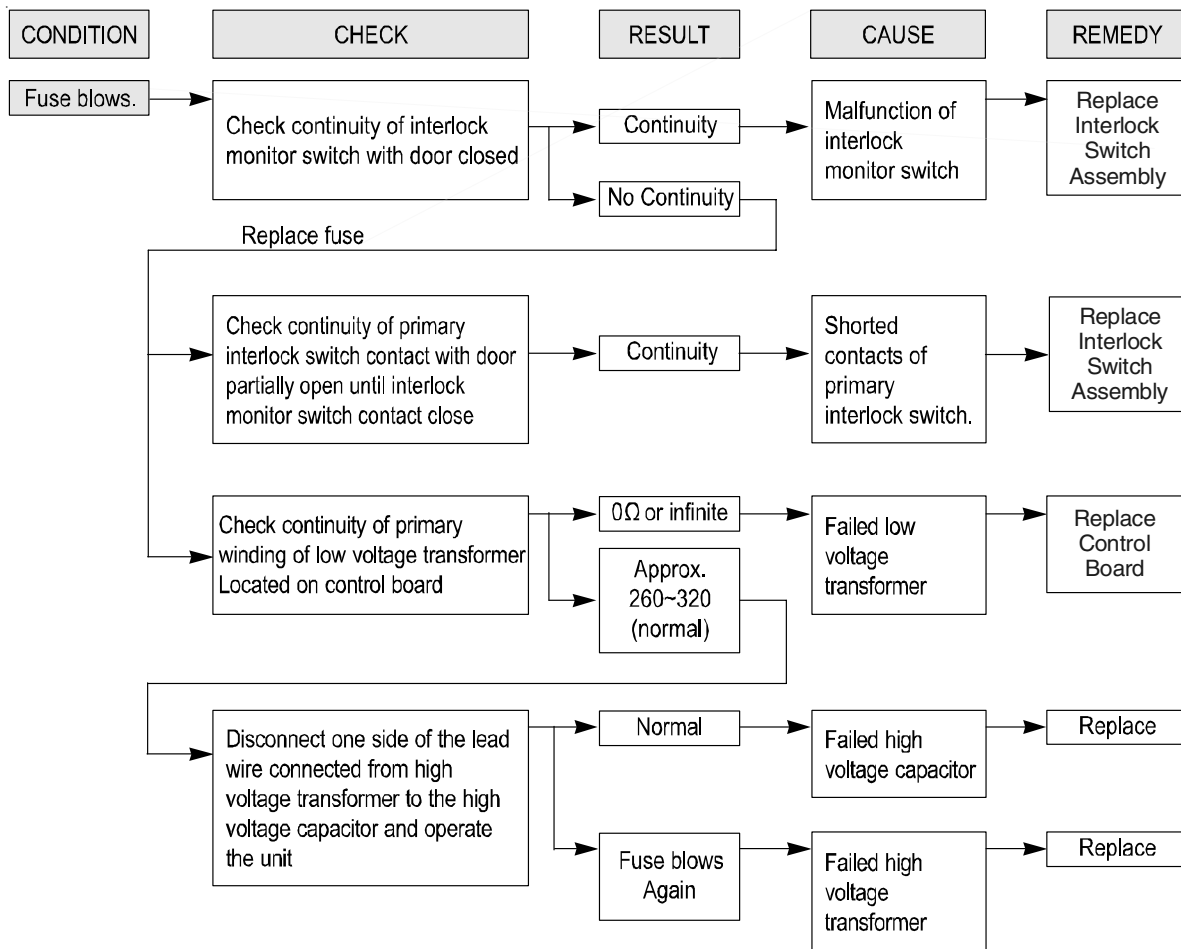 CONDITION
CHECK
RESULT
CAUSE
REMEDY
Fuse blows.
Check continuity of interlock
monitor switch with door closed
Continuity
Malfunction of
interlock
monitor switch
Replace
Interlock
Switch
Assembly
No Continuity
Replace fuse
Check continuity of primary
interlock switch contact with door
partially open until interlock
monitor switch contact close
Continuity
Shorted
contacts of
primary
interlock switch.
Replace
Interlock
Switch
Assembly
Check continuity of primary
winding of low voltage transformer
Located on control board
0Ω or infinite
Failed low
voltage
transformer
Replace
Control
Board
Approx.
260~320
(normal)
Disconnect one side of the lead
wire connected from high
voltage transformer to the high
voltage capacitor and operate
the unit
Normal
Failed high
voltage capacitor
Replace
Fuse blows
Again
Failed high
voltage
transformer
Replace